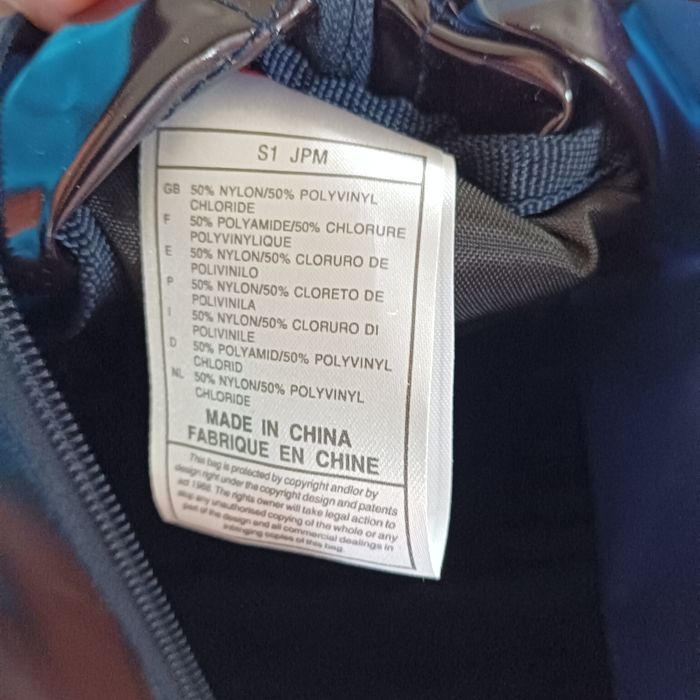 S1 JPM
GB 50% NYLON/50% POLYVINYL
CHLORIDE
F 50% POLYAMIDE/50% CHLORURE
POLYVINYLIQUE
E 50% NYLON/50% CLORURO DE
POLIVINILO
P 50% NYLON/50% CLORETO DE
POLIVINILA
I 50% NYLON/50% CLORURO DI
POLIVINILE
D 50% POLYAMID/50% POLYVINYL
CHLORID
NL 50% NYLON/50% POLYVINYL
CHLORIDE
MADE IN CHINA
FABRIQUE EN CHINE
This bag is protected by copyright and/or by
design right under the copyright design and patents
act 1988. The rights owner will take legal action to
stop any unauthorised copying of the whole or any
part of the design and all commercial dealings in
infringing copies of this bag.